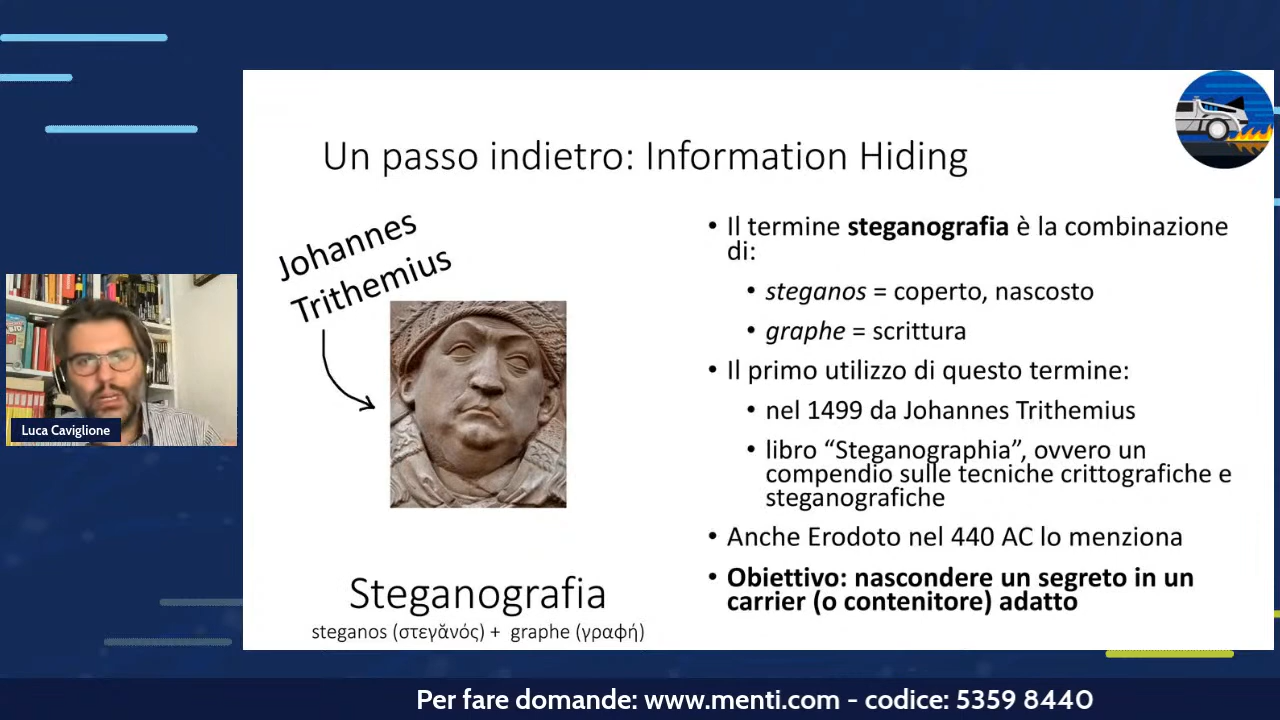 Un passo indietro: Information Hiding
Johannes
Trithemius
Steganografia
steganos (στεγᾰνός) + graphe (γραφή)
• Il termine steganografia è la combinazione
di:
• steganos = coperto, nascosto
• graphe = scrittura
• Il primo utilizzo di questo termine:
• nel 1499 da Johannes Trithemius
• libro “Steganographia”, ovvero un
compendio sulle tecniche crittografiche e
steganografiche
• Anche Erodoto nel 440 AC lo menziona
• Obiettivo: nascondere un segreto in un
carrier (o contenitore) adatto
Luca Caviglione
Per fare domande: www.menti.com - codice: 5359 8440